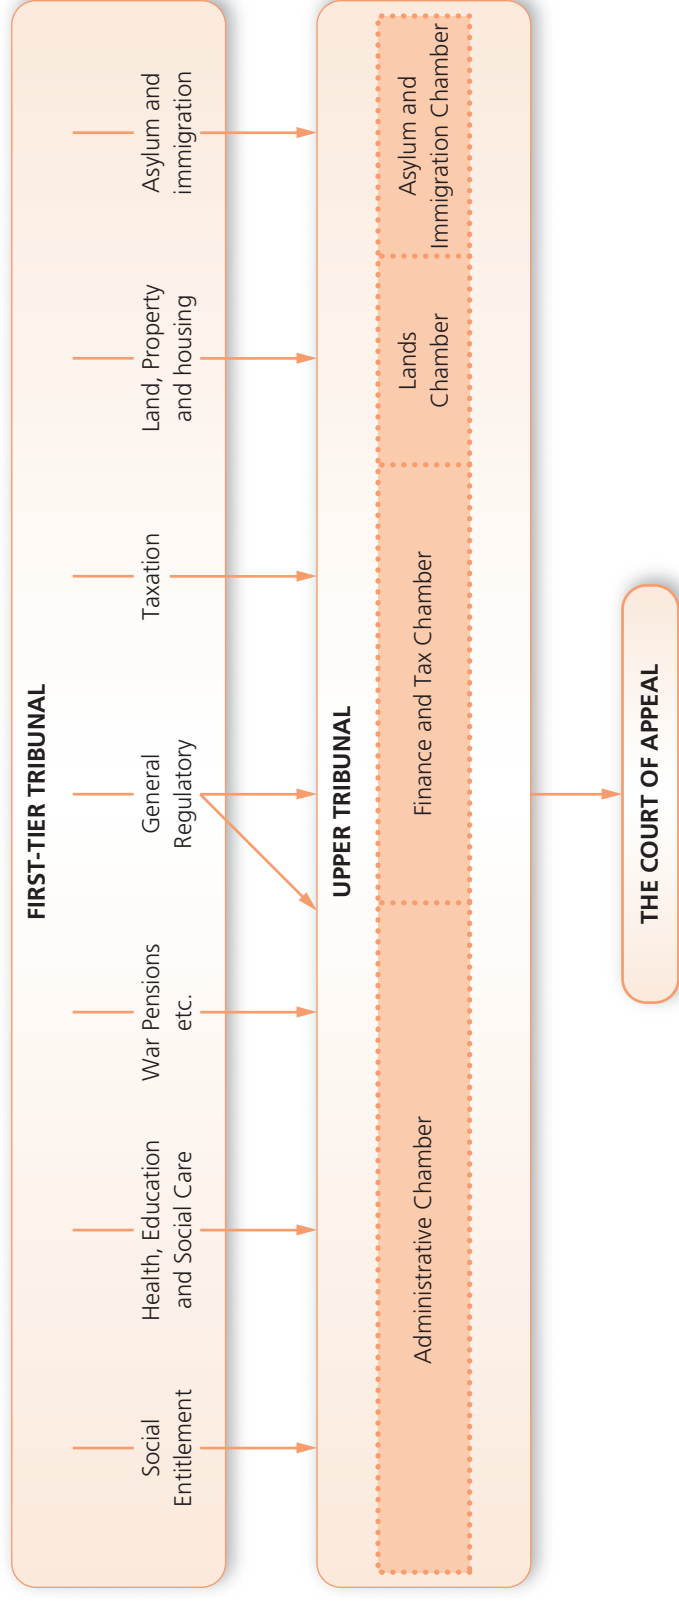 FIRST-TIER TRIBUNAL
Social
Entitlement
Health, Education
and Social Care
War Pensions
etc.
General
Regulatory
Taxation
Land, Property
and housing
Asylum and
immigration
UPPER TRIBUNAL
Administrative Chamber
Finance and Tax Chamber
Lands
Chamber
Asylum and
Immigration Chamber
THE COURT OF APPEAL